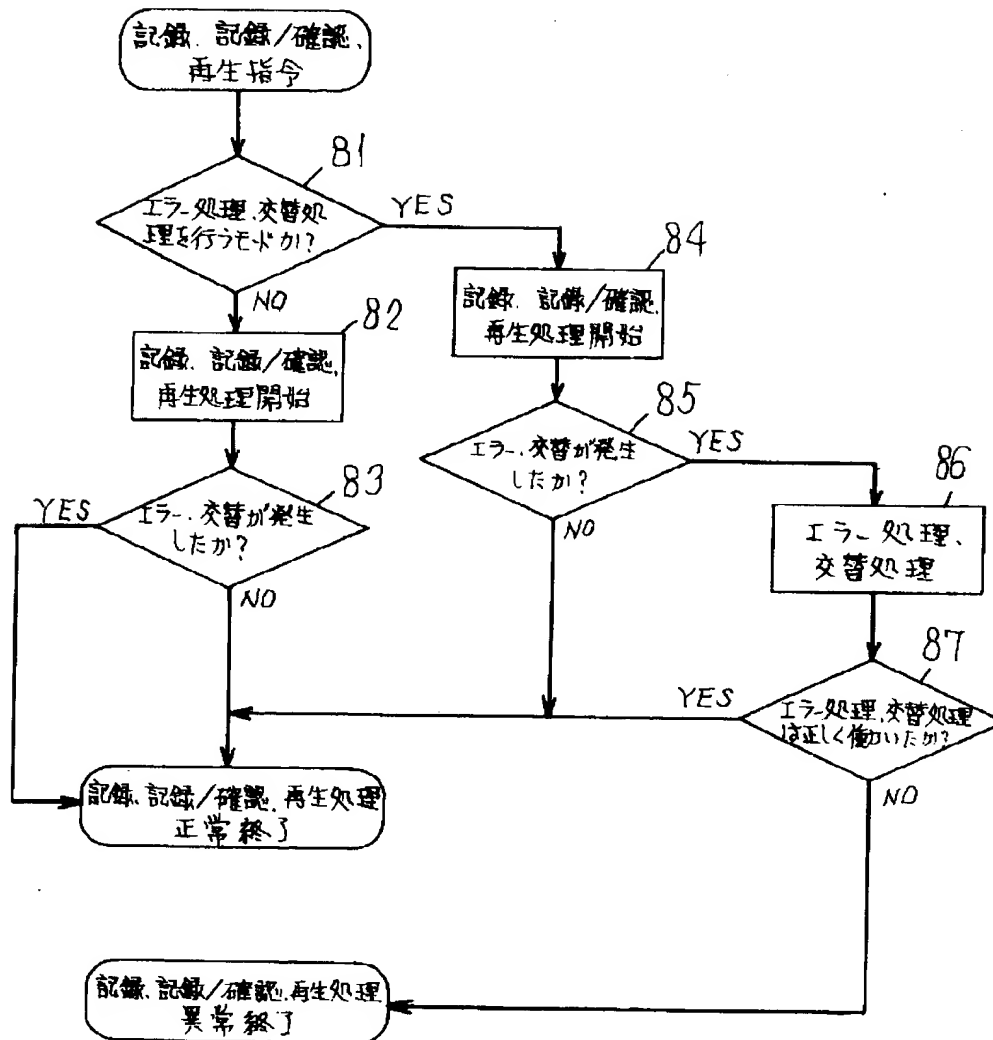 記録、記録/確認、
再生指令
81
エラー処理、交替処
理を行うモードか?
YES
NO
84
記録、記録/確認、
再生処理開始
82
記録、記録/確認、
再生処理開始
85
エラー、交替が発生
したか?
YES
NO
83
エラー、交替が発生
したか?
YES
NO
86
エラー処理、
交替処理
87
エラー処理、交替処理
は正しく働いたか?
YES
NO
記録、記録/確認、再生処理
正常終了
記録、記録/確認、再生処理
異常終了